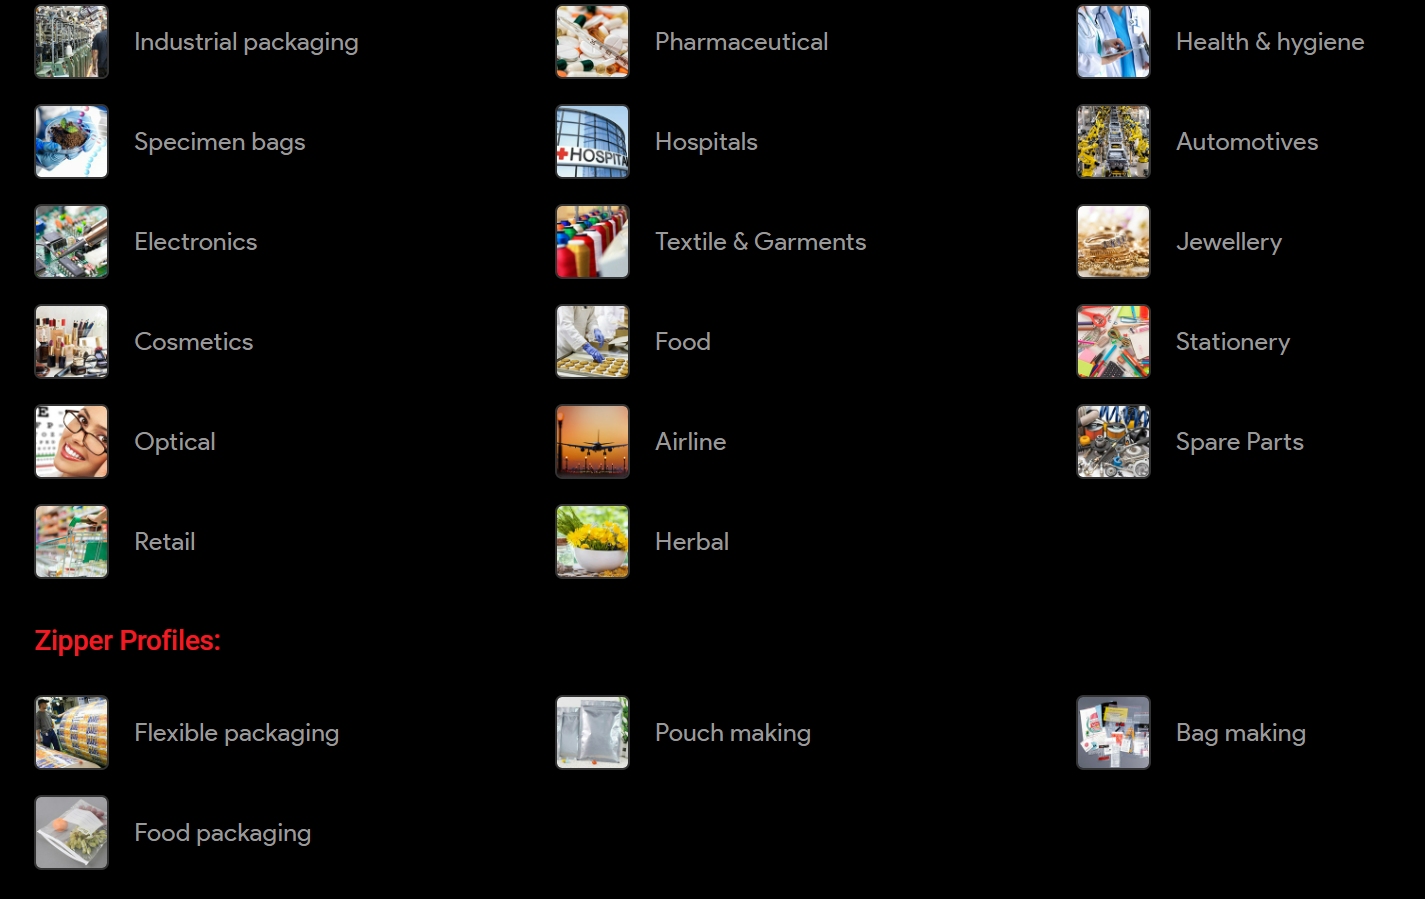 Industrial packaging
Pharmaceutical
Health & hygiene
Specimen bags
Hospitals
HOSPITA
Automotives
Electronics
Textile & Garments
Jewellery
Cosmetics
Food
Stationery
Optical
Airline
Spare Parts
Retail
Herbal
Zipper Profiles:
Flexible packaging
Pouch making
Bag making
Food packaging